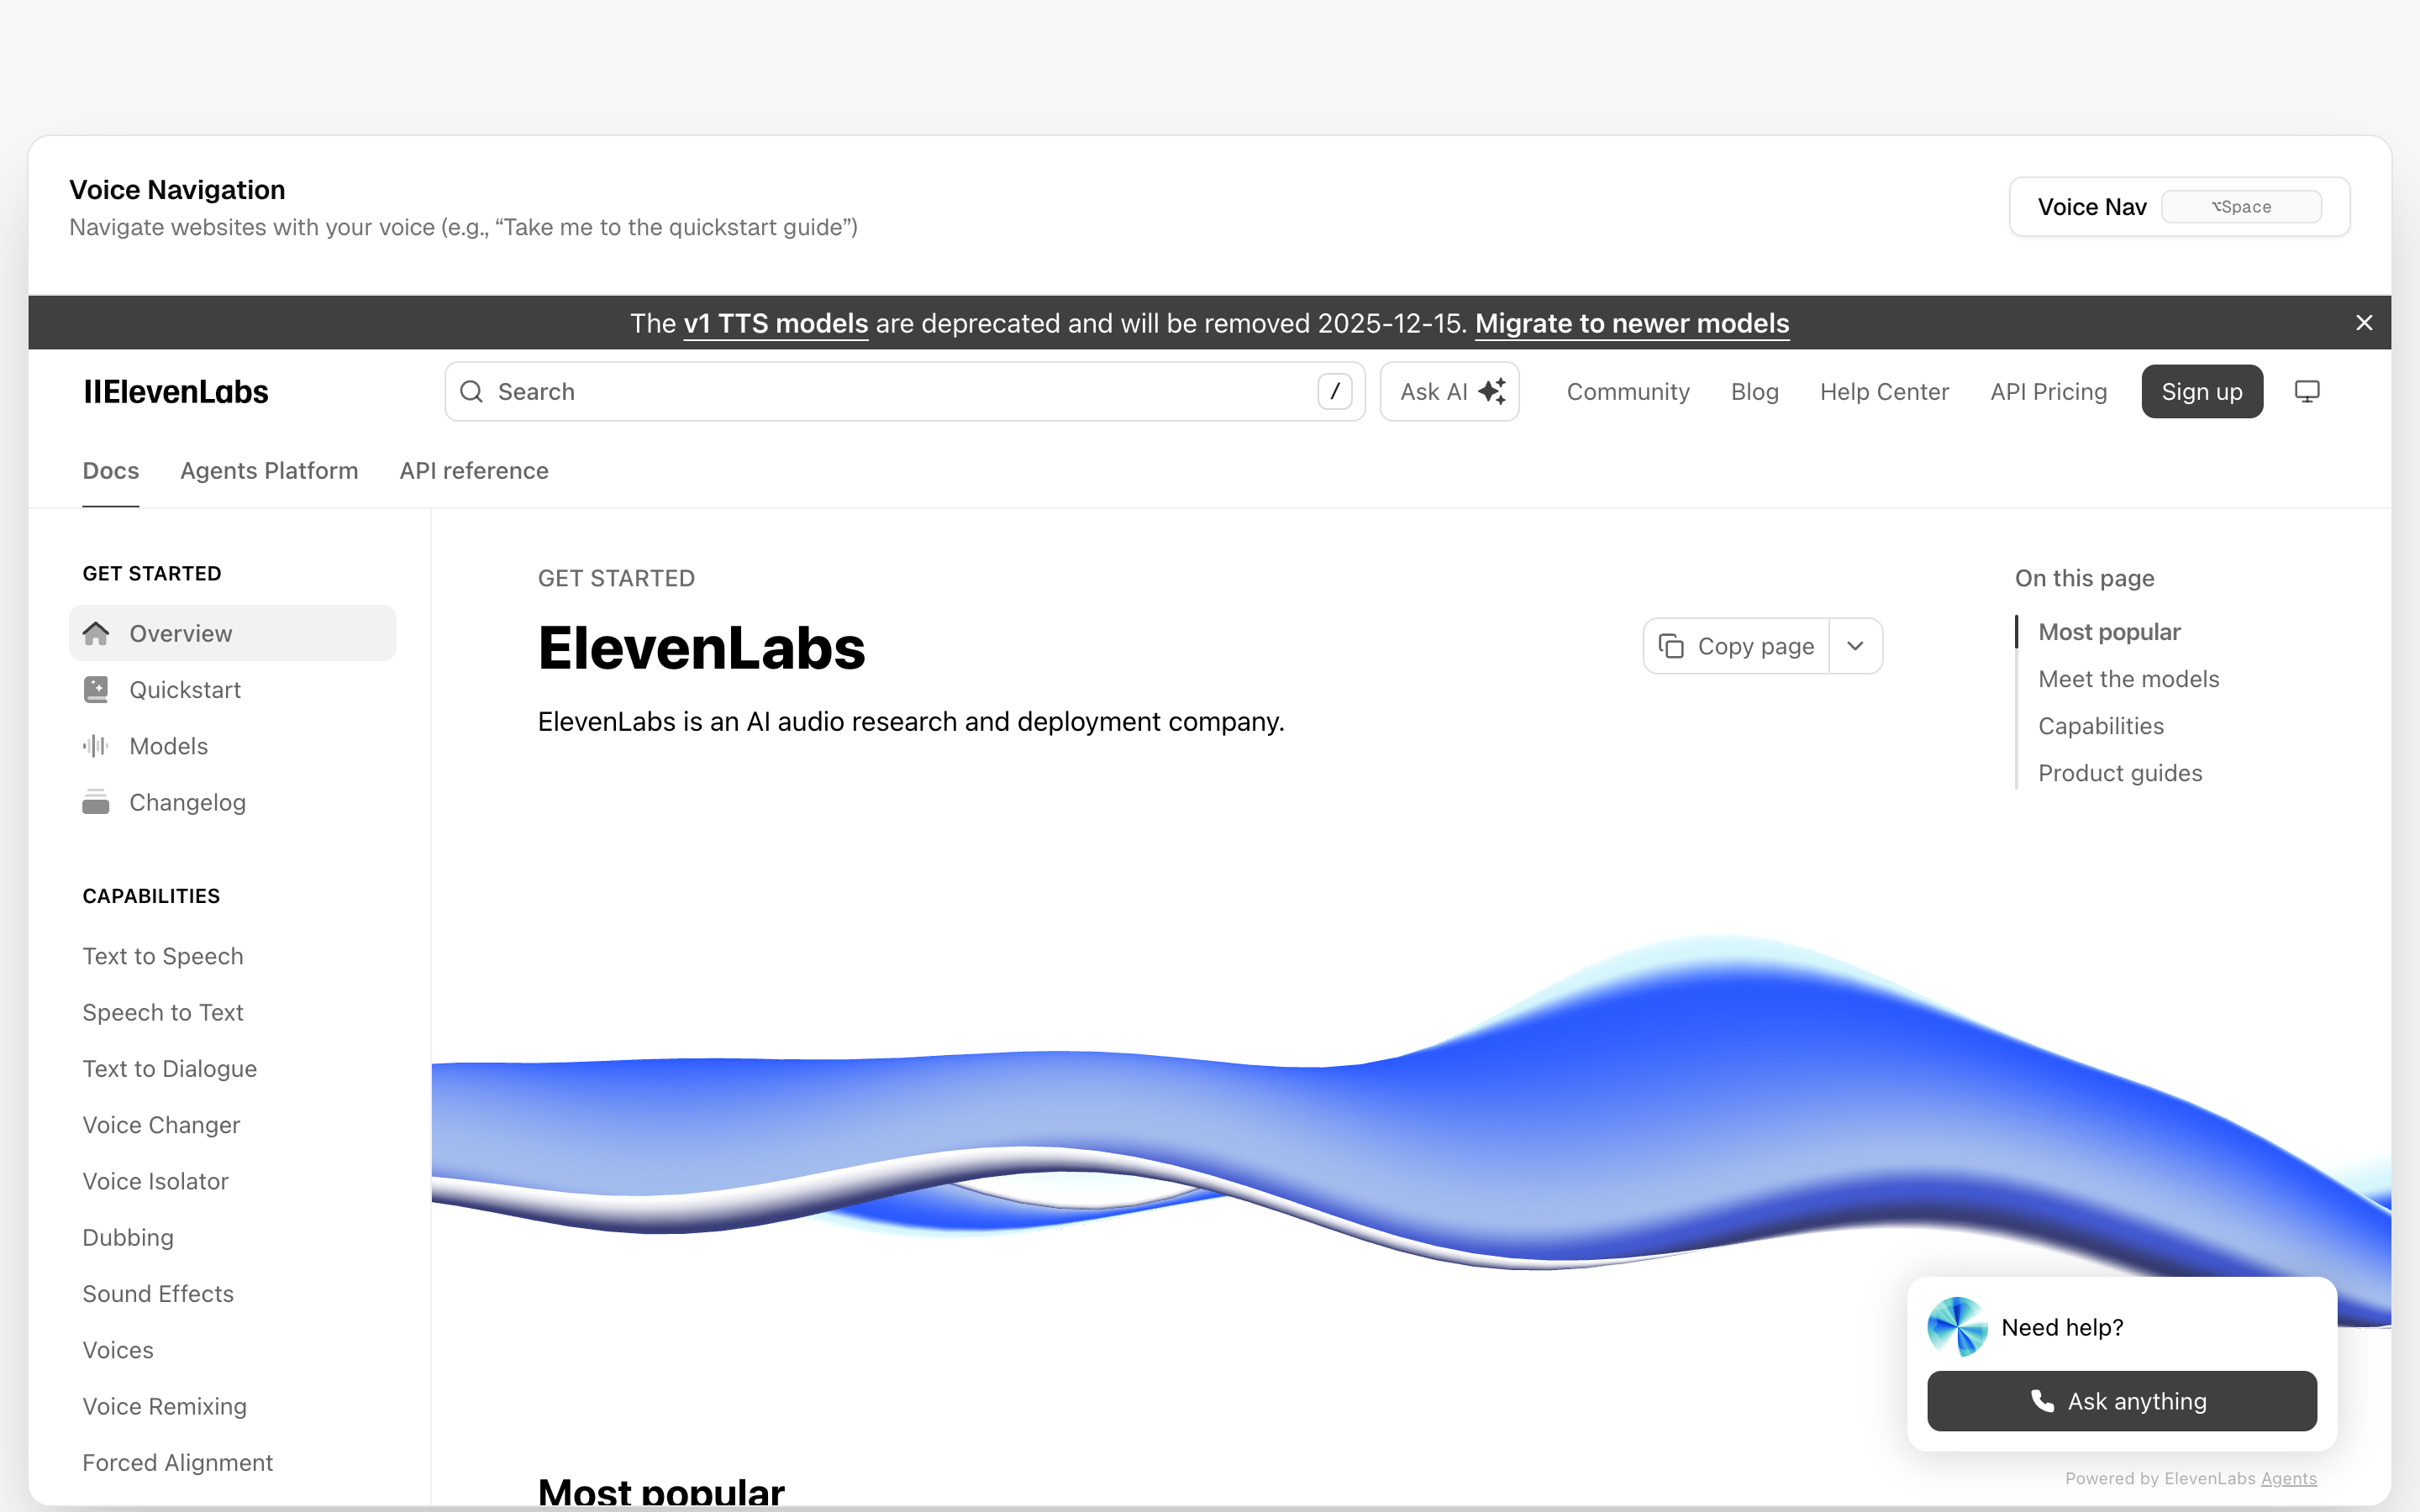 Voice Navigation
Navigate websites with your voice (e.g., “Take me to the quickstart guide”)
Voice Nav ⌥Space
The v1 TTS models are deprecated and will be removed 2025-12-15. Migrate to newer models
IIElevenLabs
Search /
Ask AI
Community
Blog
Help Center
API Pricing
Sign up
Docs
Agents Platform
API reference
GET STARTED
Overview
Quickstart
Models
Changelog
CAPABILITIES
Text to Speech
Speech to Text
Text to Dialogue
Voice Changer
Voice Isolator
Dubbing
Sound Effects
Voices
Voice Remixing
Forced Alignment
GET STARTED
ElevenLabs
Copy page
ElevenLabs is an AI audio research and deployment company.
On this page
Most popular
Meet the models
Capabilities
Product guides
Most popular
Need help?
Ask anything
Powered by ElevenLabs Agents